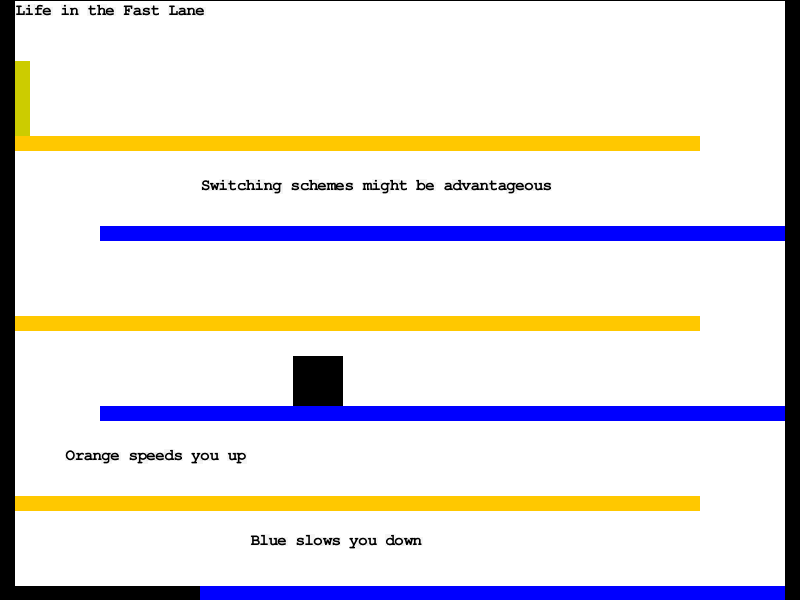 Life in the Fast Lane
Switching schemes might be advantageous
Orange speeds you up
Blue slows you down